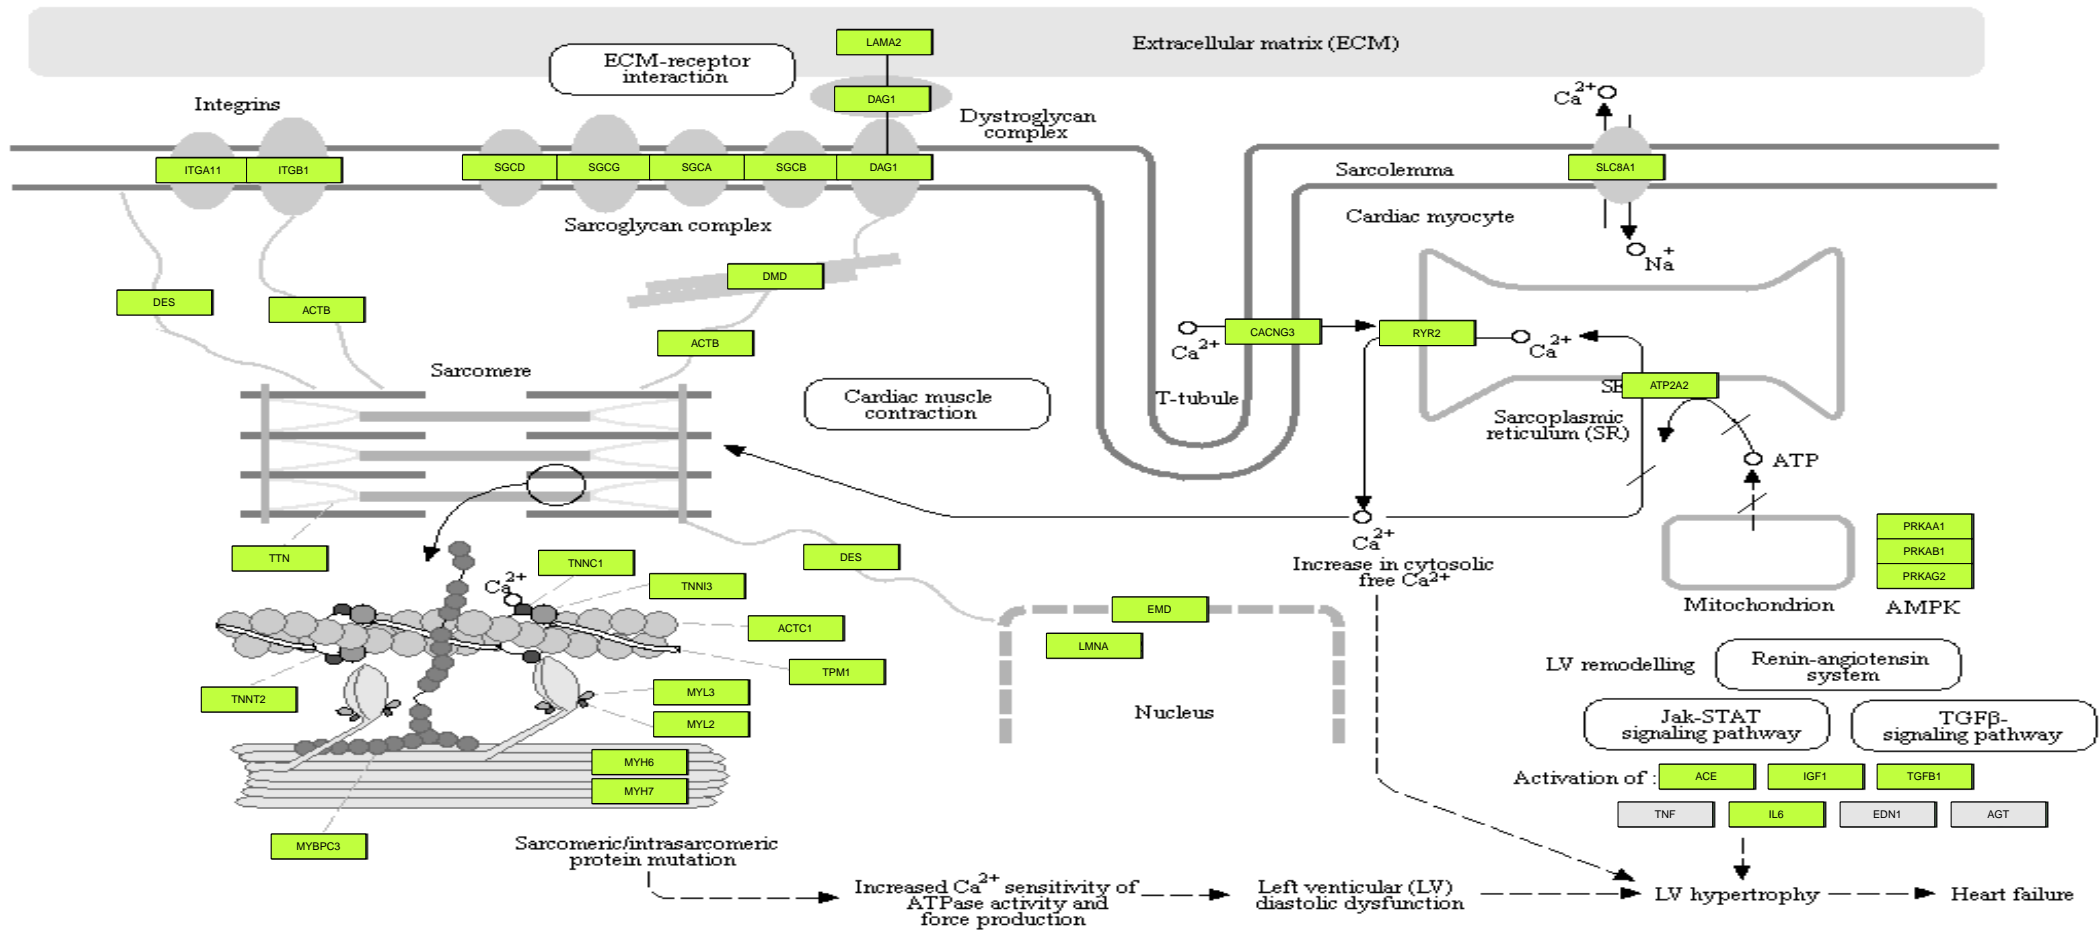 LAMA2
Extracellular matrix (ECM)
ECM-receptor
interaction
DAG1
Integrins
Dystroglycan
complex
Ca2+
ITGA11
ITGB1
SGCD
SGCG
SGCA
SGCB
DAG1
Sarcolemma
SLC8A1
Sarcoglycan complex
Cardiac myocyte
Na+
DES
ACTB
DMD
ACTB
CACNG3
Ca2+
RYR2
Ca2+
Sarcomere
Cardiac muscle
contraction
T-tubule
ATP2A2
Sarcoplasmic
reticulum (SR)
ATP
TTN
TNNC1
TNNI3
DES
Ca2+
Ca2+
Increase in cytosolic
free Ca2+
PRKAA1
PRKAB1
PRKAG2
Mitochondrion
AMPK
ACTC1
TPM1
EMD
LMNA
Nucleus
TNNT2
MYL3
MYL2
MYH6
MYH7
MYBPC3
LV remodelling
Renin-angiotensin
system
Jak-STAT
signaling pathway
TGFβ-
signaling pathway
Activation of :
ACE
IGF1
TGFB1
TNF
IL6
EDN1
AGT
Sarcomeric/intrasarcomeric
protein mutation
Increased Ca2+ sensitivity of
ATPase activity and
force production
Left venticular (LV)
diastolic dysfunction
LV hypertrophy
Heart failure